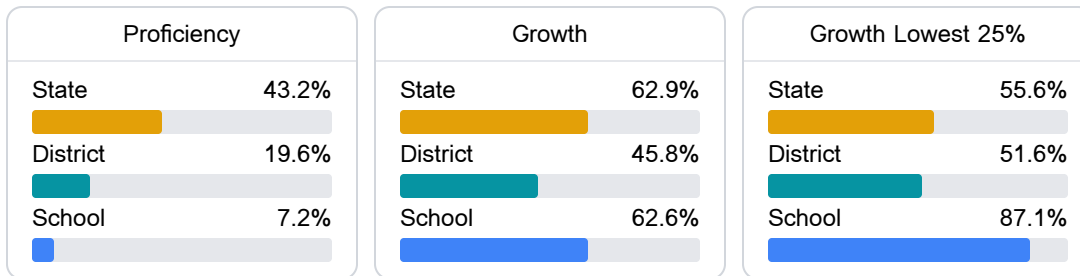 Proficiency
State 43.2%
District 19.6%
School 7.2%
Growth
State 62.9%
District 45.8%
School 62.6%
Growth Lowest 25%
State 55.6%
District 51.6%
School 87.1%